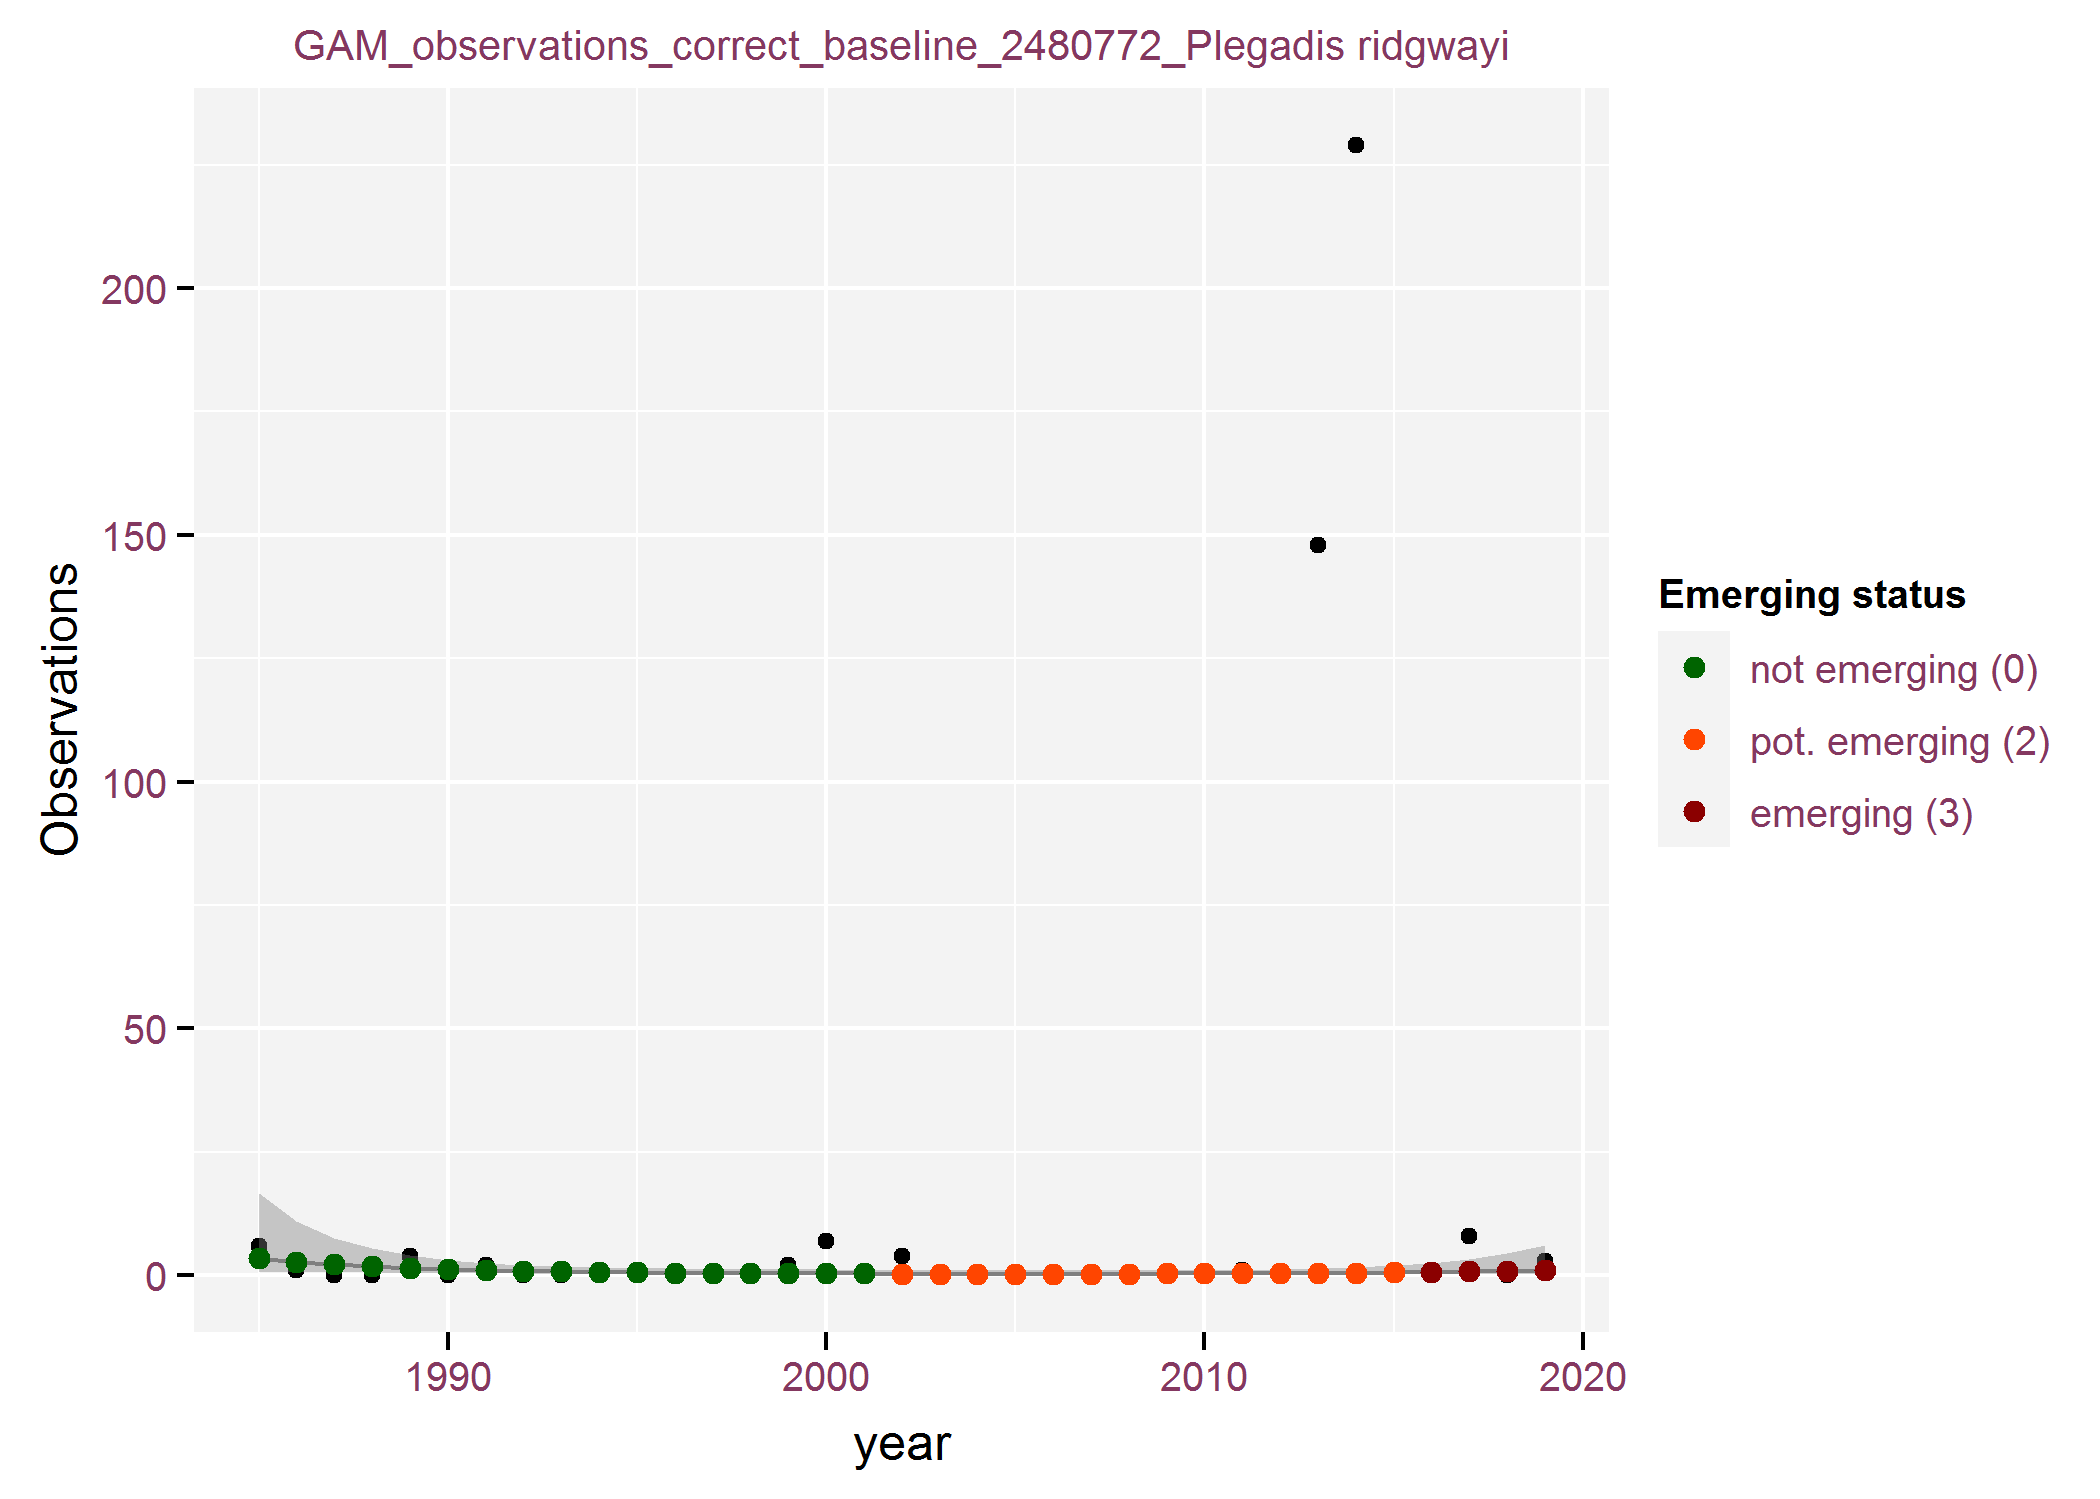 GAM_observations_correct_baseline_2480772_Plegadis ridgwayi
Observations
200
150
100
50
0
1990
2000
2010
2020
year
Emerging status
not emerging (0)
pot. emerging (2)
emerging (3)